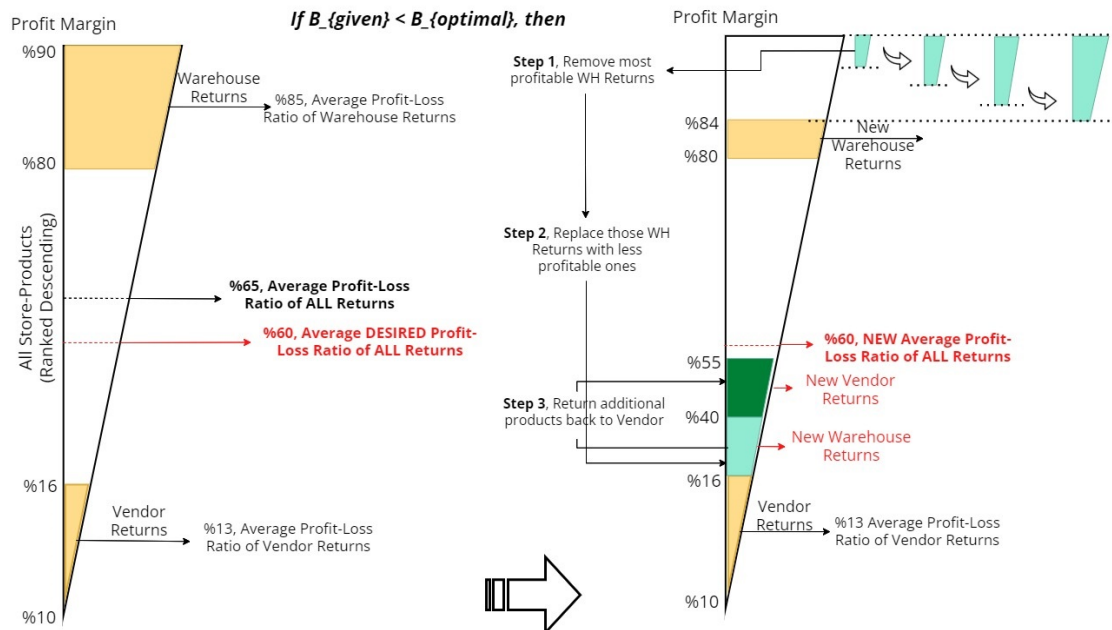 If B_{given} < B_{optimal}, then
Profit Margin
%90
Warehouse
Returns
%85, Average Profit-Loss
Ratio of Warehouse Returns
%80
All Store-Products
(Ranked Descending)
%65, Average Profit-Loss
Ratio of ALL Returns
%60, Average DESIRED Profit-
Loss Ratio of ALL Returns
%16
Vendor
Returns
%13, Average Profit-Loss
Ratio of Vendor Returns
%10
Profit Margin
Step 1, Remove most
profitable WH Returns
%84
%80
New
Warehouse
Returns
Step 2, Replace those WH
Returns with less
profitable ones
%60, NEW Average Profit-
Loss Ratio of ALL Returns
%55
New Vendor
Returns
Step 3, Return additional
products back to Vendor
%40
New Warehouse
Returns
%16
Vendor
Returns
%13 Average Profit-Loss
Ratio of Vendor Returns
%10